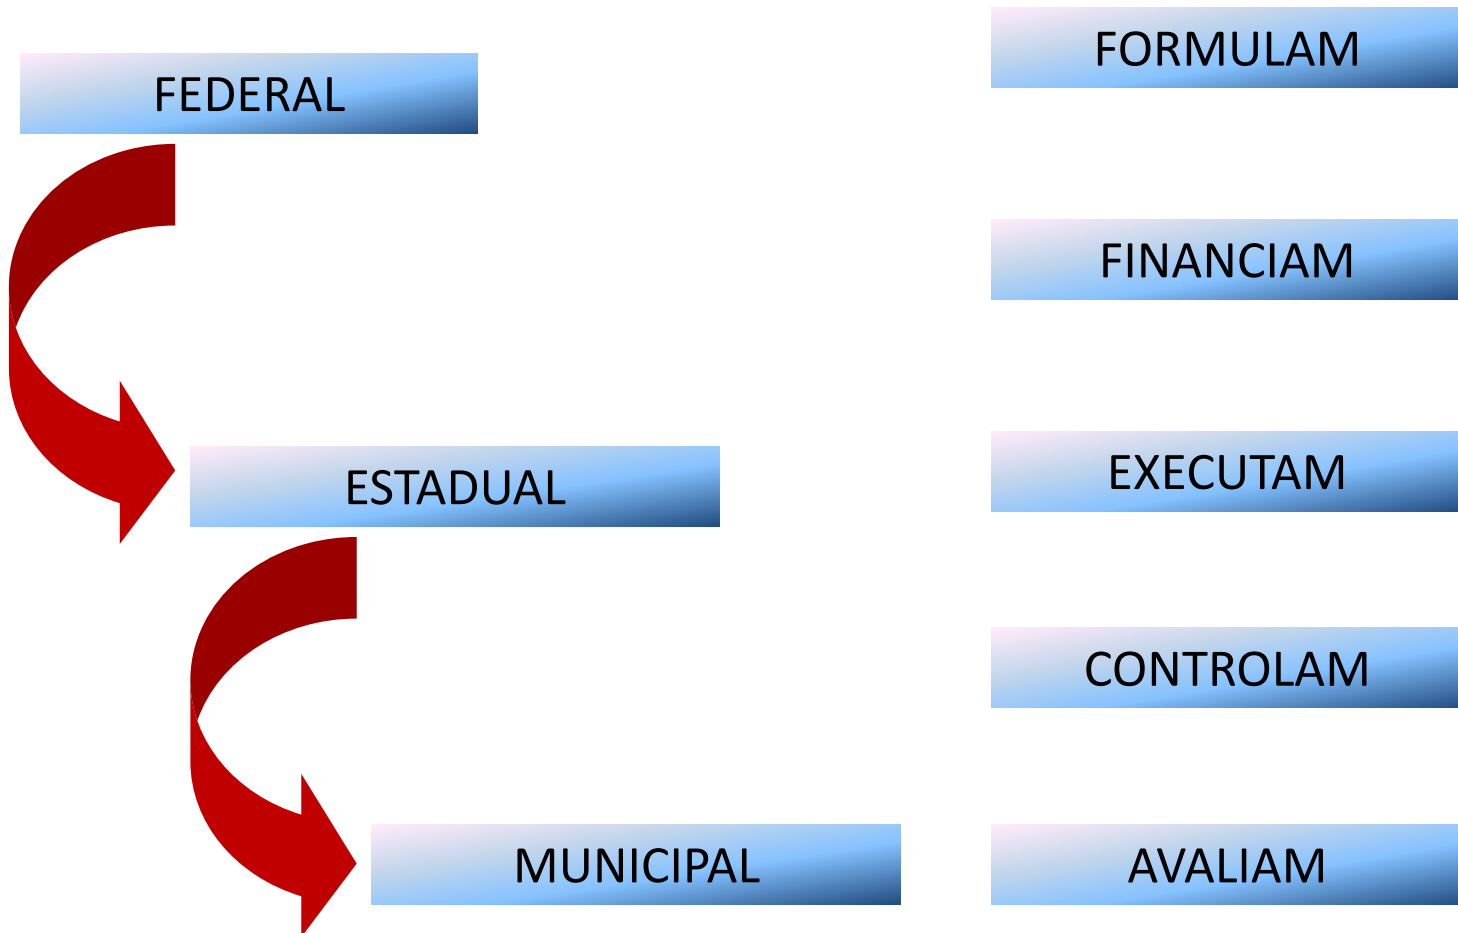 FEDERAL
ESTADUAL
MUNICIPAL
FORMULAM
FINANCIAM
EXECUTAM
CONTROLAM
AVALIAM